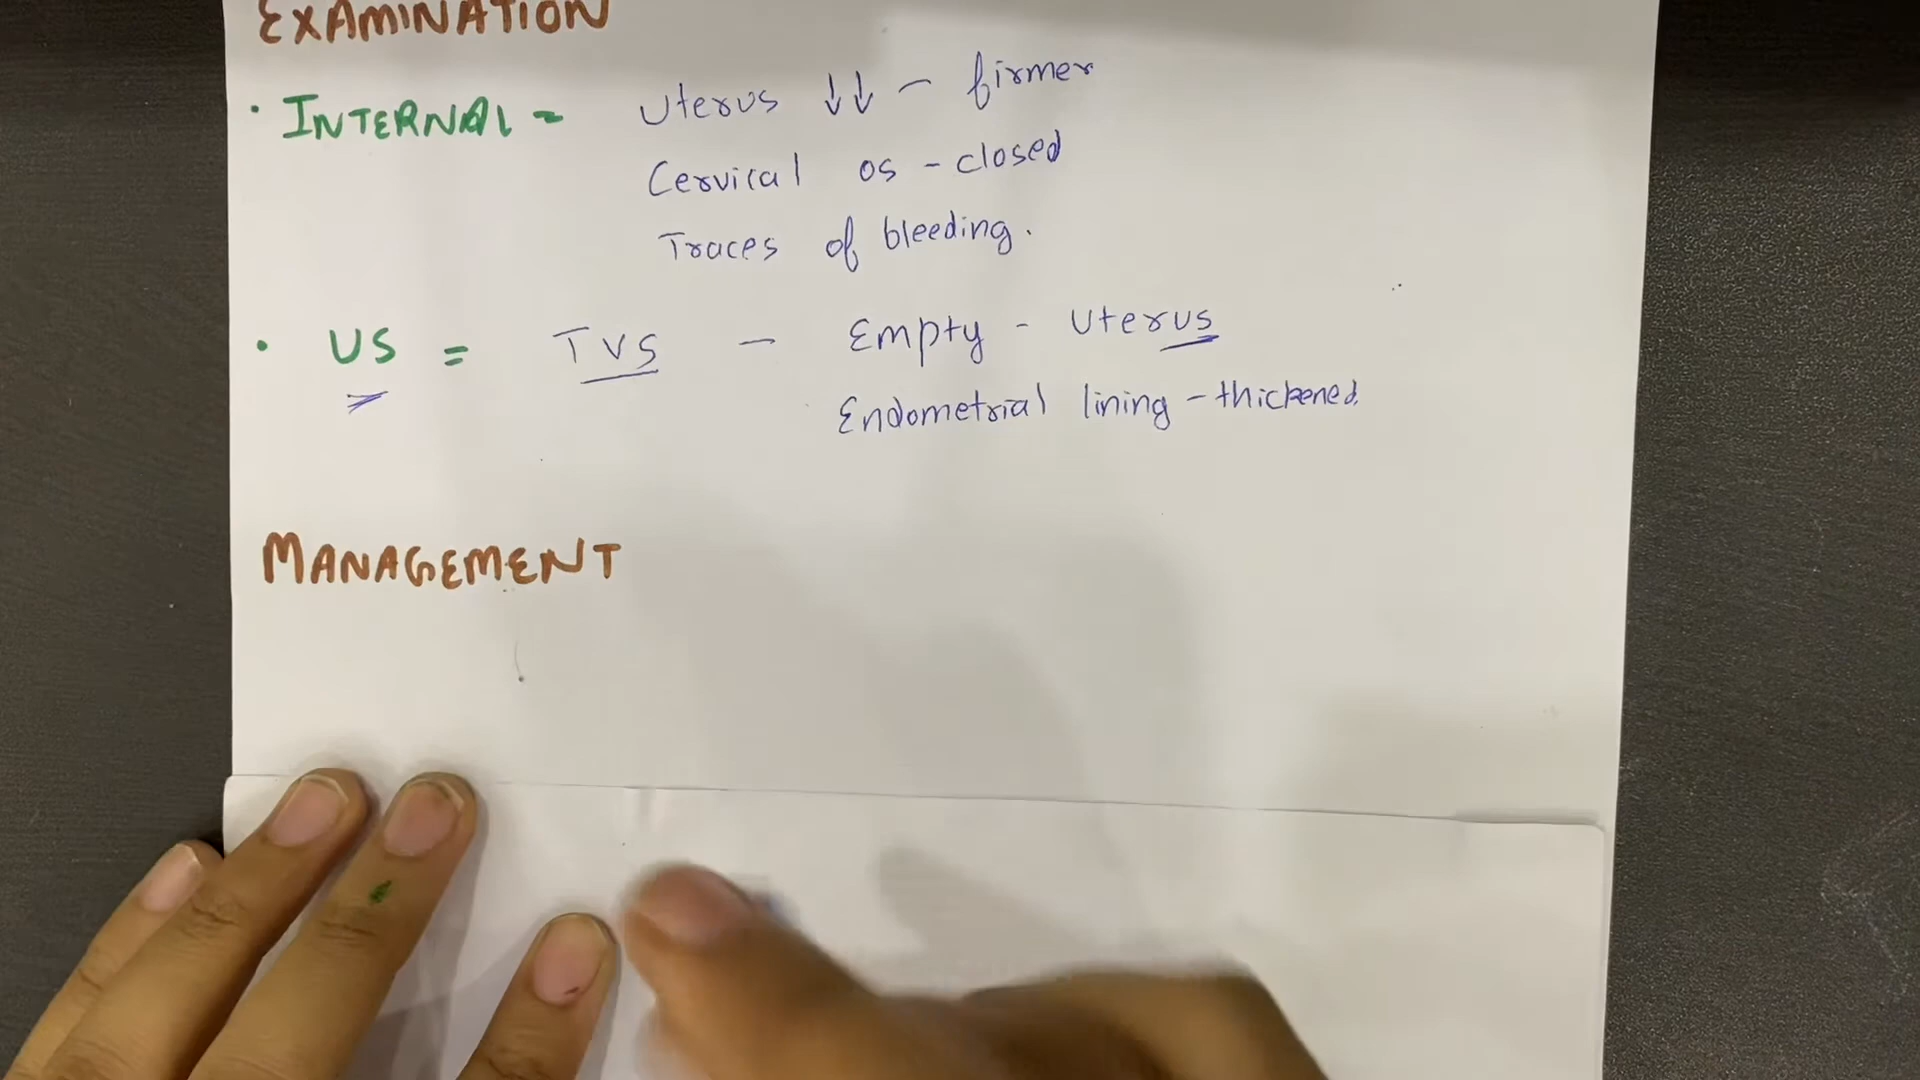 EXAMINATION
· INTERNAL = Uterus ↓↓ - firmer
Cervical os - closed
Traces of bleeding.
· US = TVS - Empty - Uterus
Endometrial lining - thickened.
MANAGEMENT